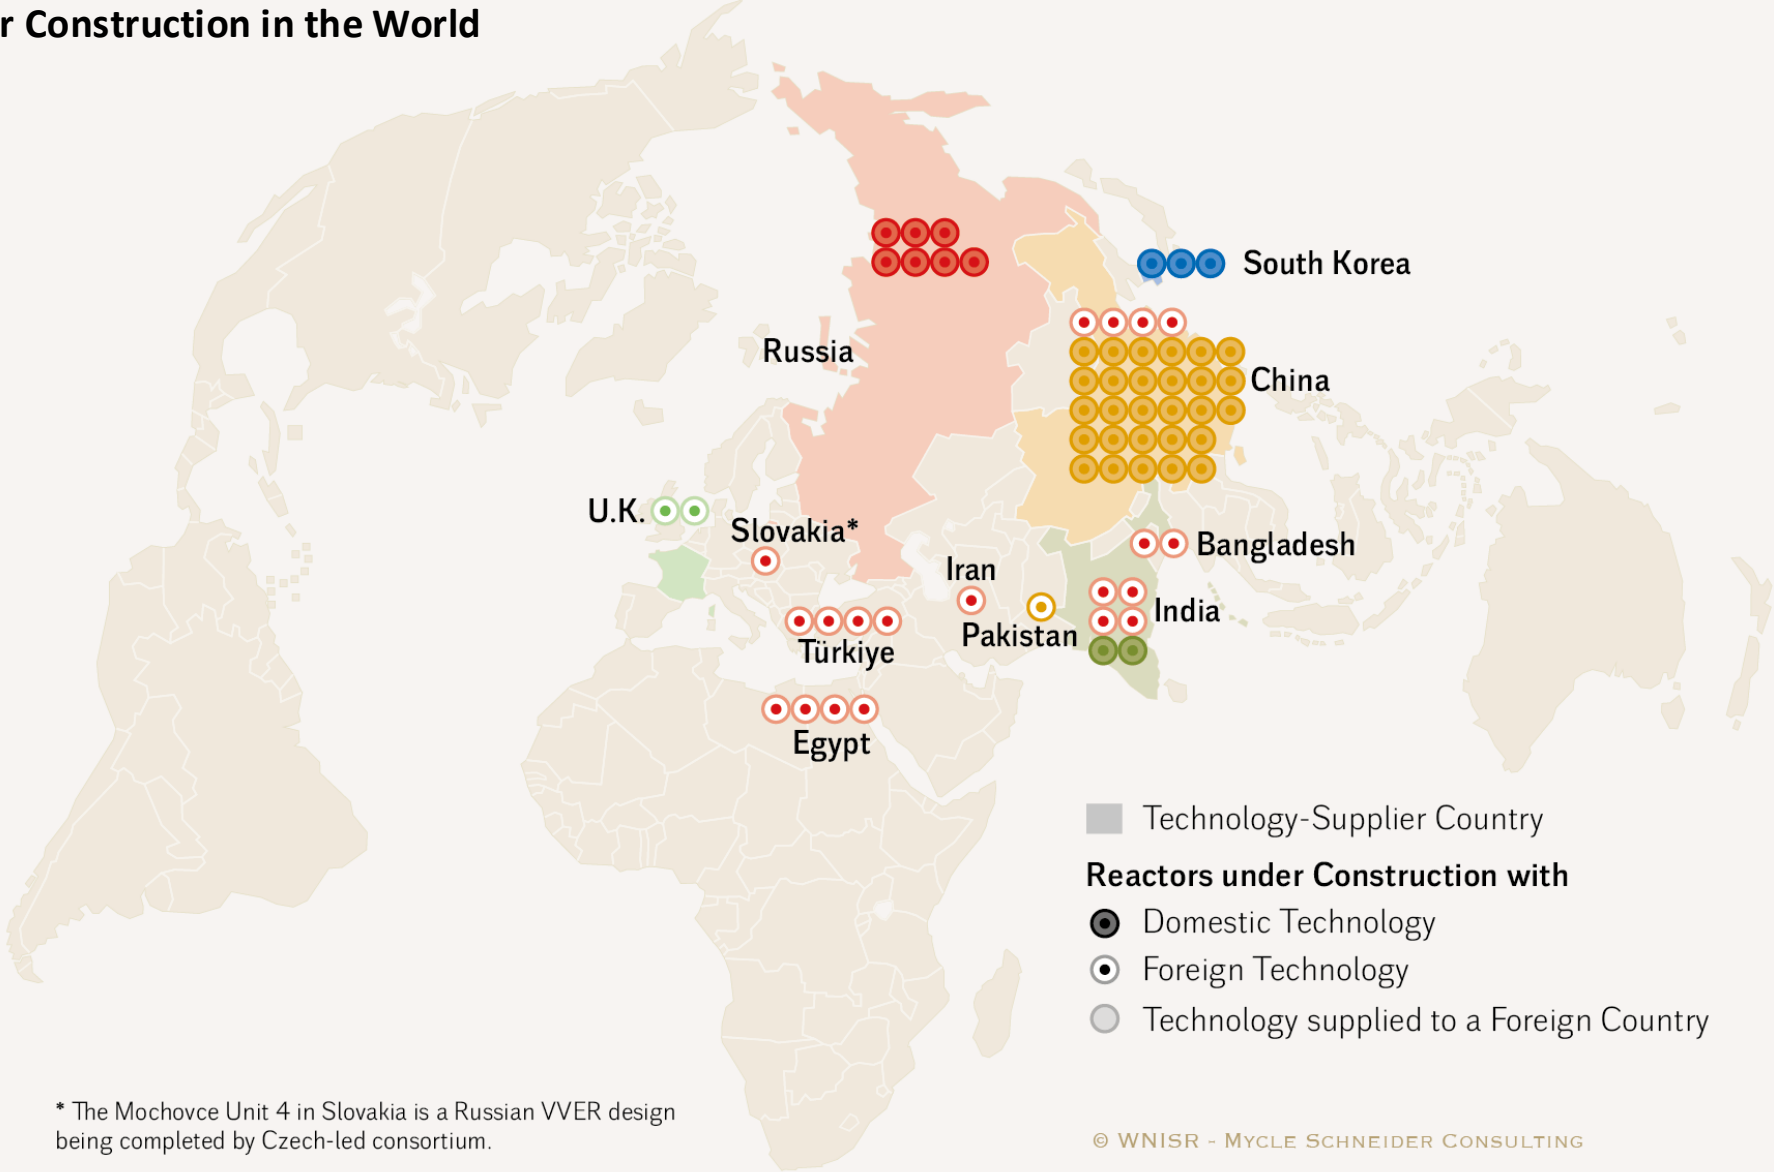 r Construction in the World
South Korea
Russia
China
U.K.
Slovakia*
Bangladesh
Iran
India
Pakistan
Türkiye
Egypt
Technology-Supplier Country
Reactors under Construction with
Domestic Technology
Foreign Technology
Technology supplied to a Foreign Country
* The Mochovce Unit 4 in Slovakia is a Russian VVER design
being completed by Czech-led consortium.
© WNISR - Mycle Schneider Consulting